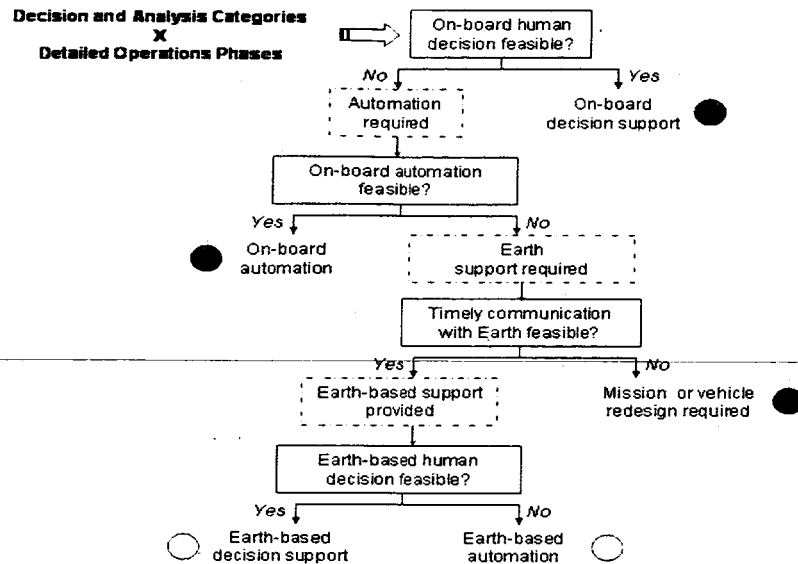 Decision and Analysis Categories
X
Detailed Operations Phases
On-board human
decision feasible?
No
Yes
Automation
required
On-board
decision support
On-board automation
feasible?
Yes
No
On-board
automation
Earth
support required
Timely communication
with Earth feasible?
Yes
No
Earth-based support
provided
Mission or vehicle
redesign required
Earth-based human
decision feasible?
Yes
No
Earth-based
decision support
Earth-based
automation